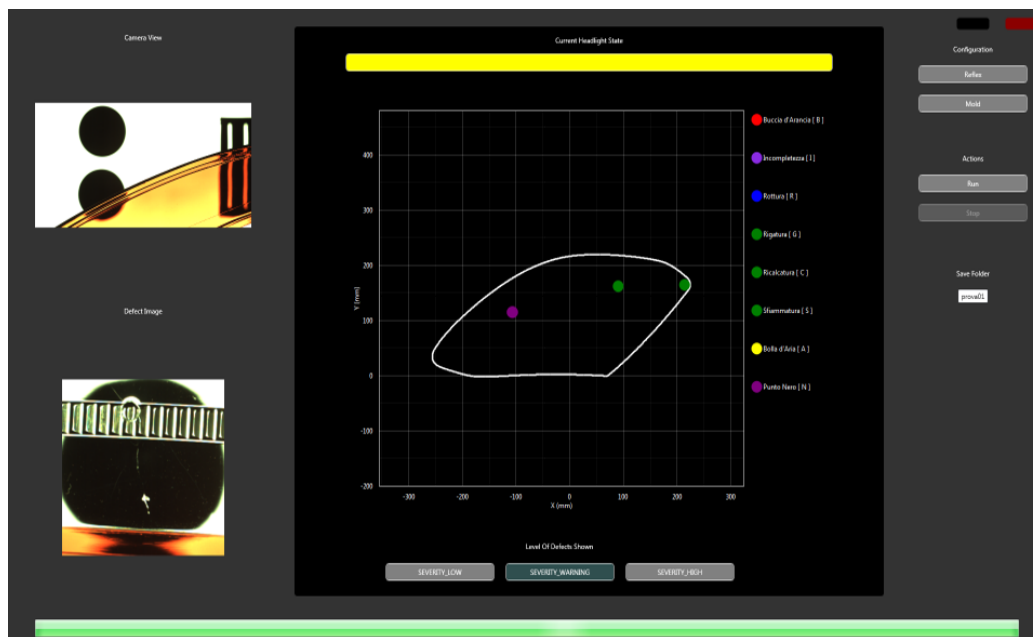 Camera View
Current Headlight State
Configuration
Reflex
Mold
Buccia d'Arancia [ B ]
Incompletezza [ I ]
Rottura [ R ]
Rigatura [ G ]
Ricalcatura [ C ]
Sfiammatura [ S ]
Bolla d'Aria [ A ]
Punto Nero [ N ]
Actions
Run
Stop
Save Folder
prova01
Defect Image
Y (mm)
400
300
200
100
0
-100
-200
-300
-200
-100
0
100
200
300
X (mm)
Level Of Defects Shown
SEVERITY_LOW
SEVERITY_WARNING
SEVERITY_HIGH